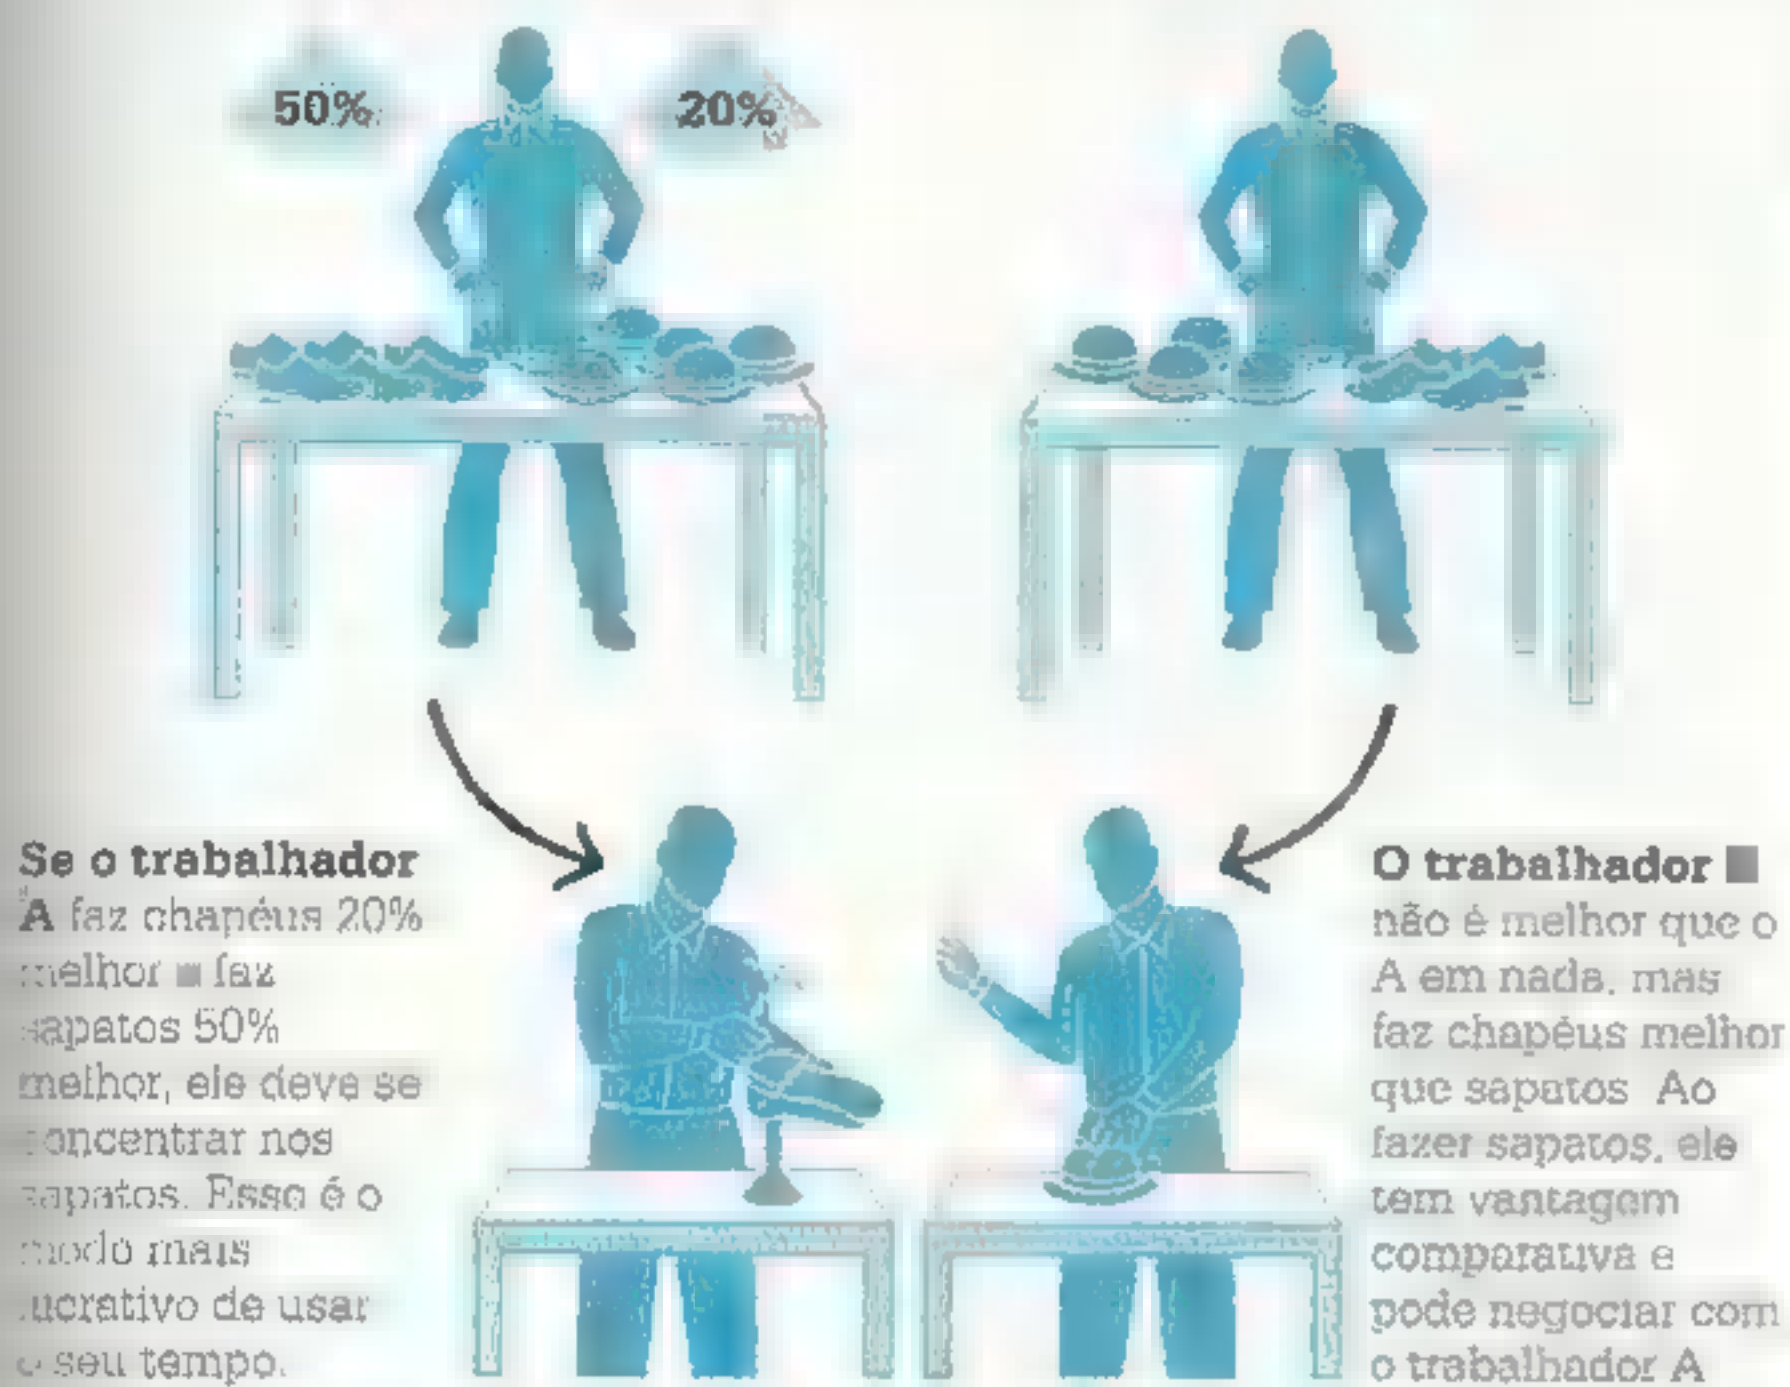 50%
20%
Se o trabalhador
A faz chapéus 20%
melhor faz
sapatos 50%
melhor, ele deve se
concentrar nos
sapatos. Esse é o
modo mais
lucrativo de usar
o seu tempo.
O trabalhador
não é melhor que o
A em nada, mas
faz chapéus melhor
que sapatos Ao
fazer sapatos, ele
tem vantagem
comparativa e
pode negociar com
o trabalhador A